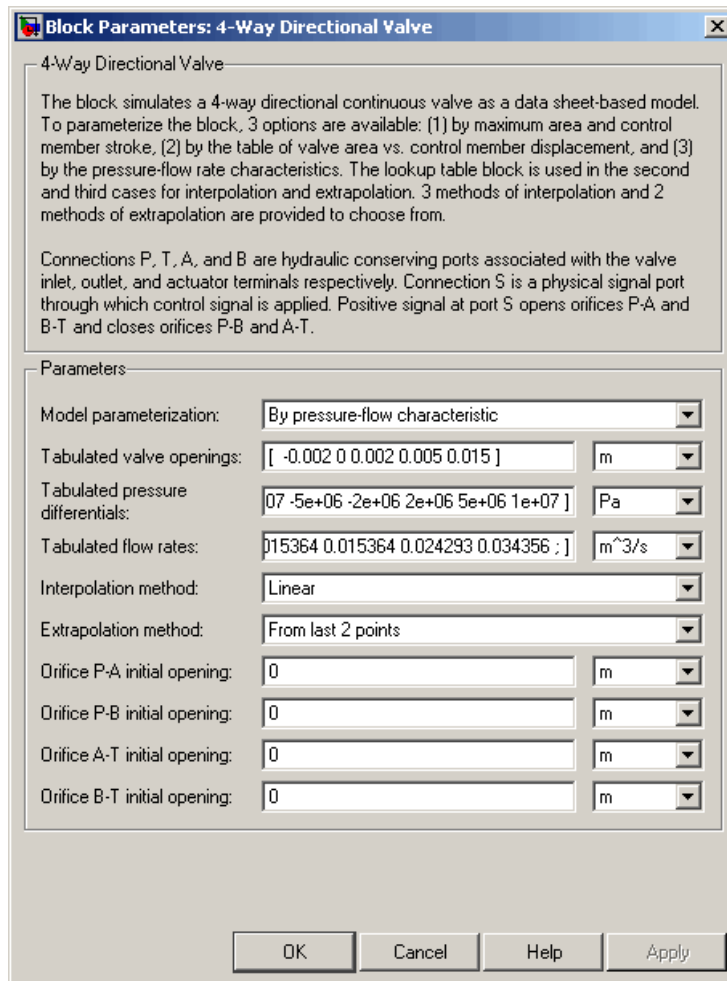 Block Parameters: 4-Way Directional Valve
4-Way Directional Valve
The block simulates a 4-way directional continuous valve as a data sheet-based model.
To parameterize the block, 3 options are available: (1) by maximum area and control
member stroke, (2) by the table of valve area vs. control member displacement, and (3)
by the pressure-flow rate characteristics. The lookup table block is used in the second
and third cases for interpolation and extrapolation. 3 methods of interpolation and 2
methods of extrapolation are provided to choose from.
Connections P, T, A, and B are hydraulic conserving ports associated with the valve
inlet, outlet, and actuator terminals respectively. Connection S is a physical signal port
through which control signal is applied. Positive signal at port S opens orifices P-A and
B-T and closes orifices P-B and A-T.
Parameters
Model parameterization: By pressure-flow characteristic
Tabulated valve openings: [ -0.002 0 0.002 0.005 0.015 ] m
Tabulated pressure
differentials: 07 -5e+06 -2e+06 2e+06 5e+06 1e+07 ] Pa
Tabulated flow rates: 015364 0.015364 0.024293 0.034356 ; ] m^3/s
Interpolation method: Linear
Extrapolation method: From last 2 points
Orifice P-A initial opening: 0 m
Orifice P-B initial opening: 0 m
Orifice A-T initial opening: 0 m
Orifice B-T initial opening: 0 m
OK Cancel Help Apply